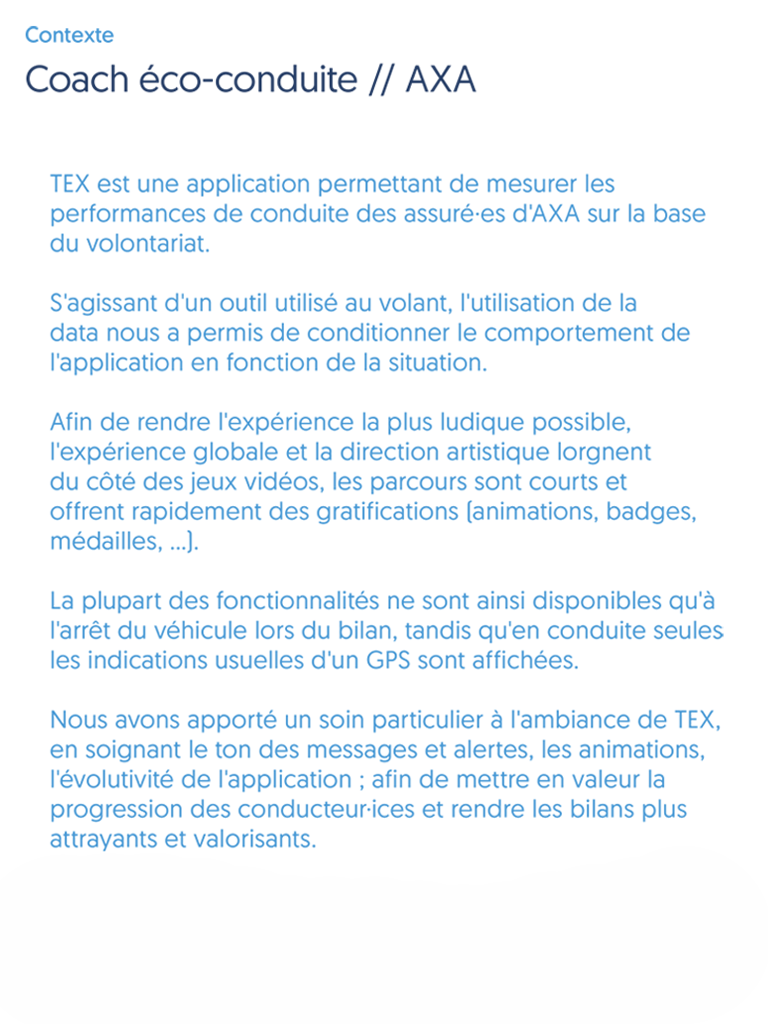 Contexte
Coach éco-conduite // AXA
TEX est une application permettant de mesurer les
performances de conduite des assuré·es d'AXA sur la base
du volontariat.
S'agissant d'un outil utilisé au volant, l'utilisation de la
data nous a permis de conditionner le comportement de
l'application en fonction de la situation.
Afin de rendre l'expérience la plus ludique possible,
l'expérience globale et la direction artistique lorgnent
du côté des jeux vidéos, les parcours sont courts et
offrent rapidement des gratifications (animations, badges,
médailles, ...).
La plupart des fonctionnalités ne sont ainsi disponibles qu'à
l'arrêt du véhicule lors du bilan, tandis qu'en conduite seules
les indications usuelles d'un GPS sont affichées.
Nous avons apporté un soin particulier à l'ambiance de TEX,
en soignant le ton des messages et alertes, les animations,
l'évolutivité de l'application ; afin de mettre en valeur la
progression des conducteur·ices et rendre les bilans plus
attrayants et valorisants.